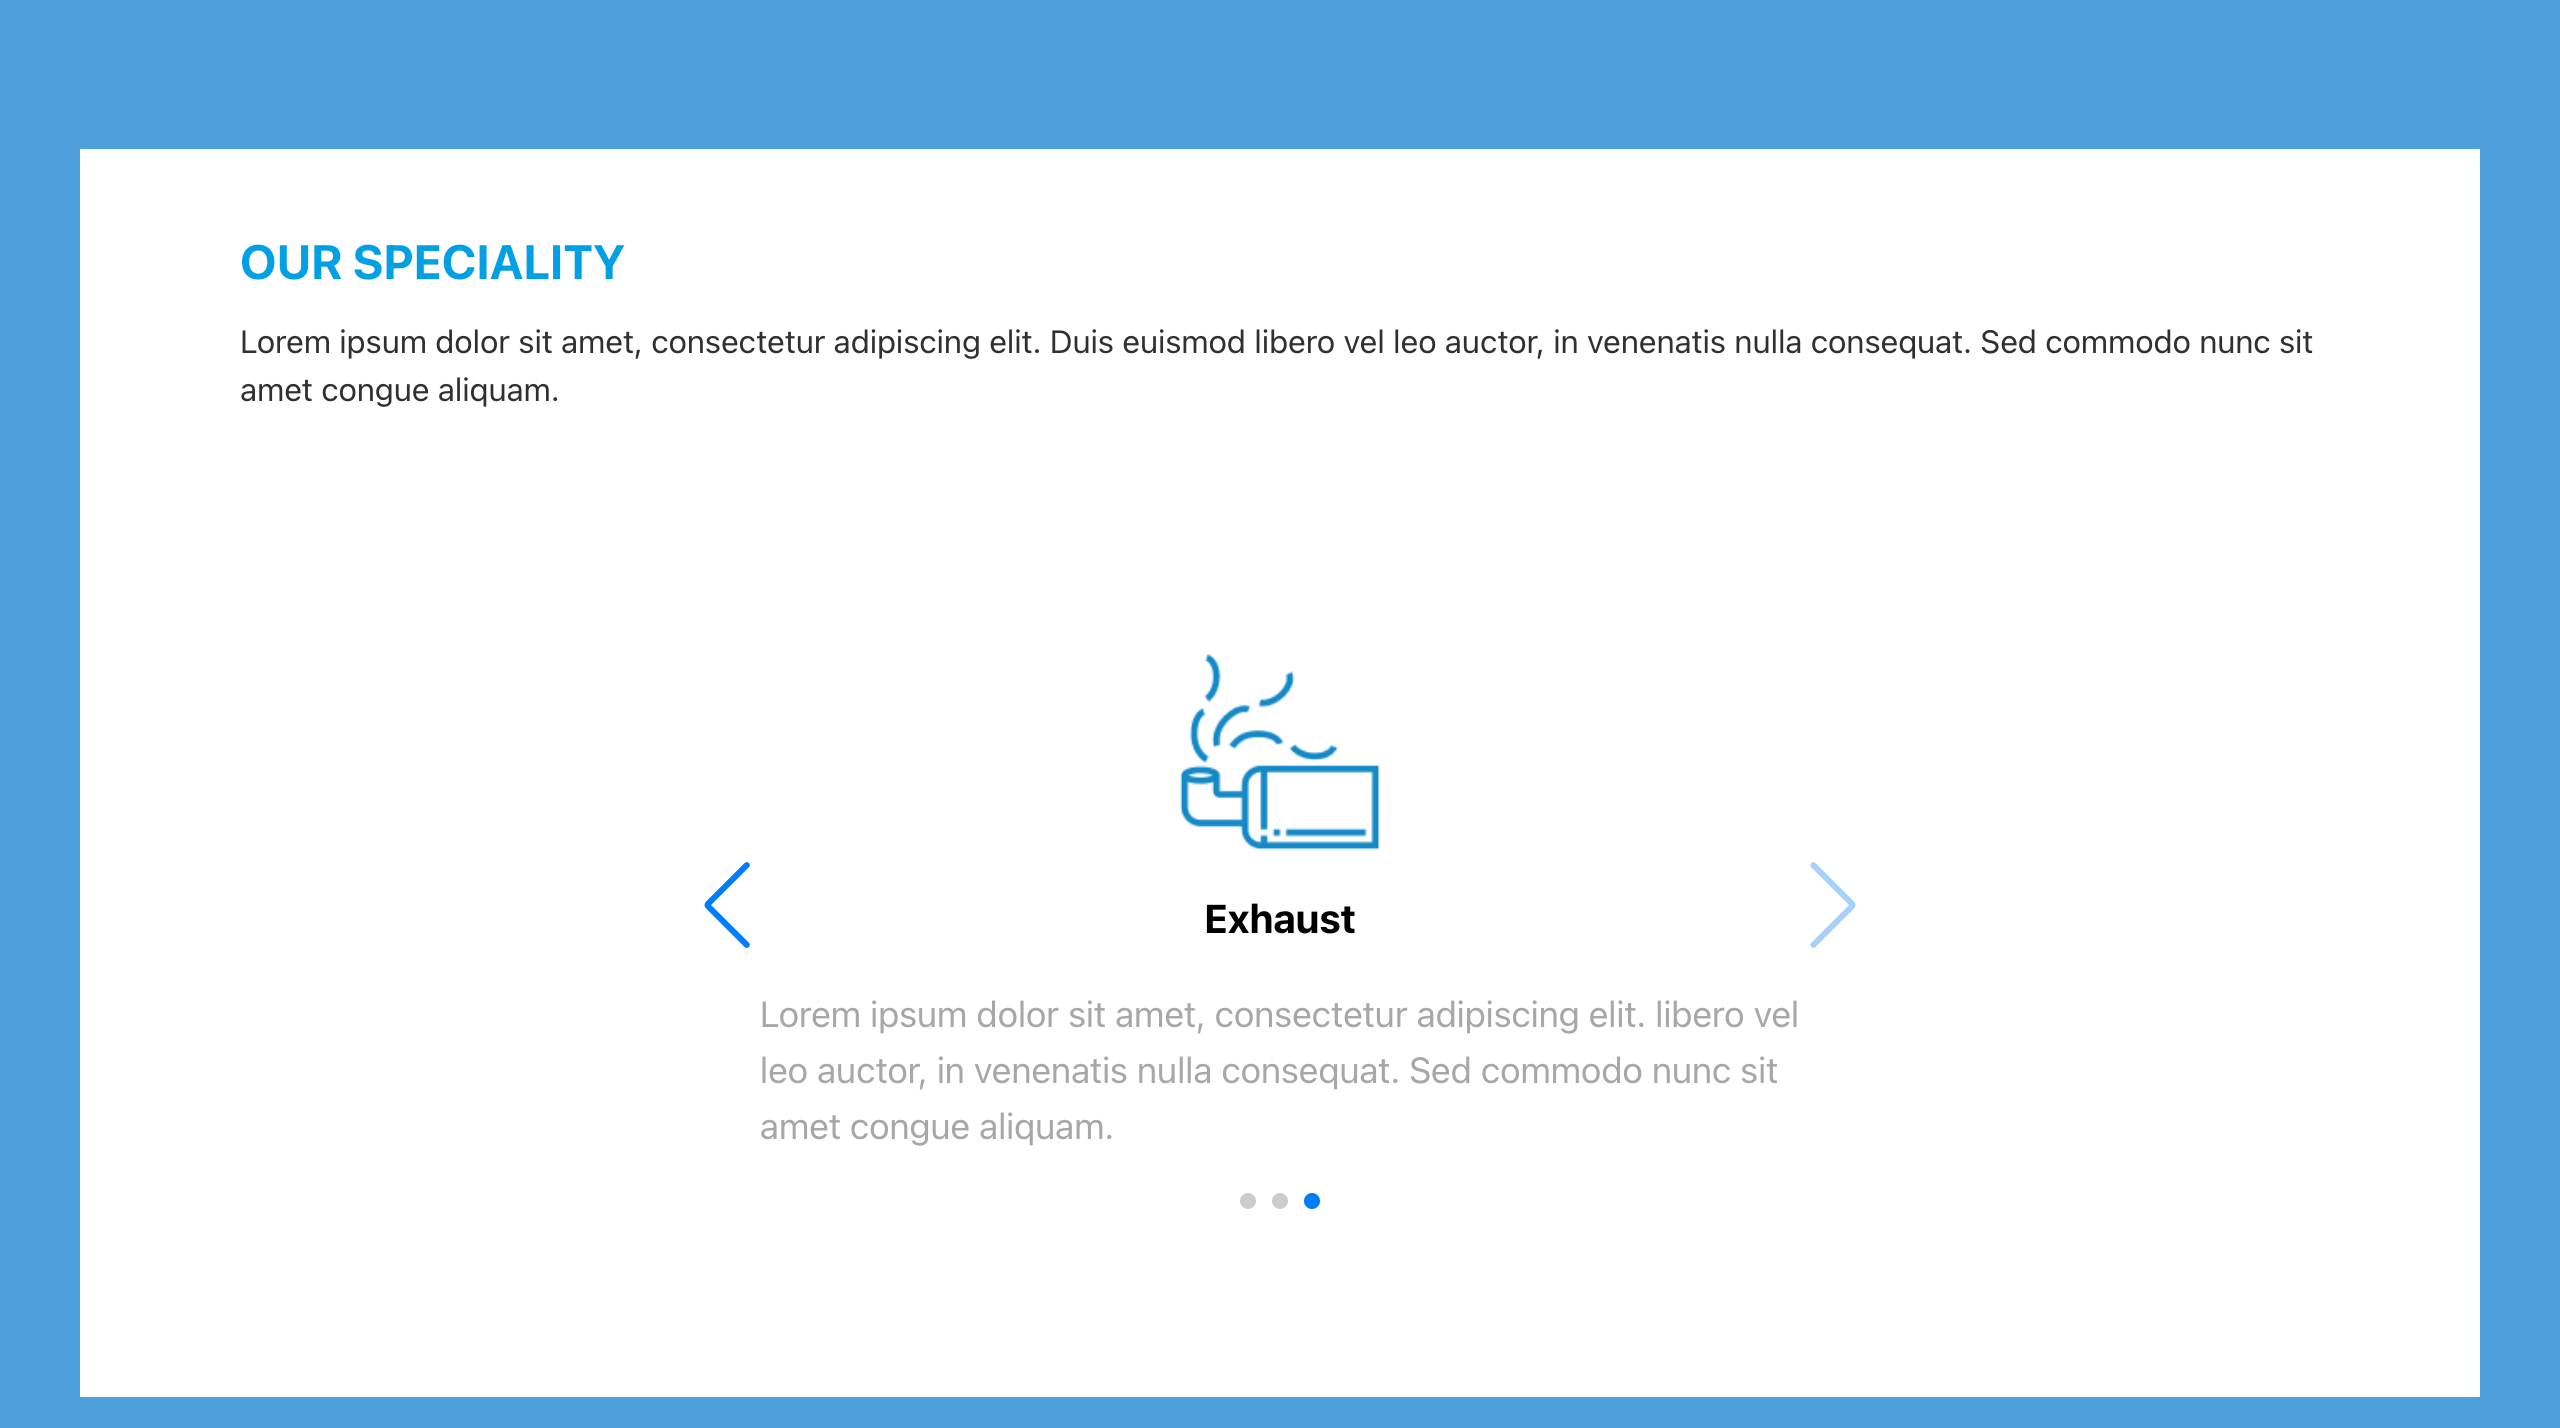 OUR SPECIALITY
Lorem ipsum dolor sit amet, consectetur adipiscing elit. Duis euismod libero vel leo auctor, in venenatis nulla consequat. Sed commodo nunc sit
amet congue aliquam.
Exhaust
Lorem ipsum dolor sit amet, consectetur adipiscing elit. libero vel
leo auctor, in venenatis nulla consequat. Sed commodo nunc sit
amet congue aliquam.